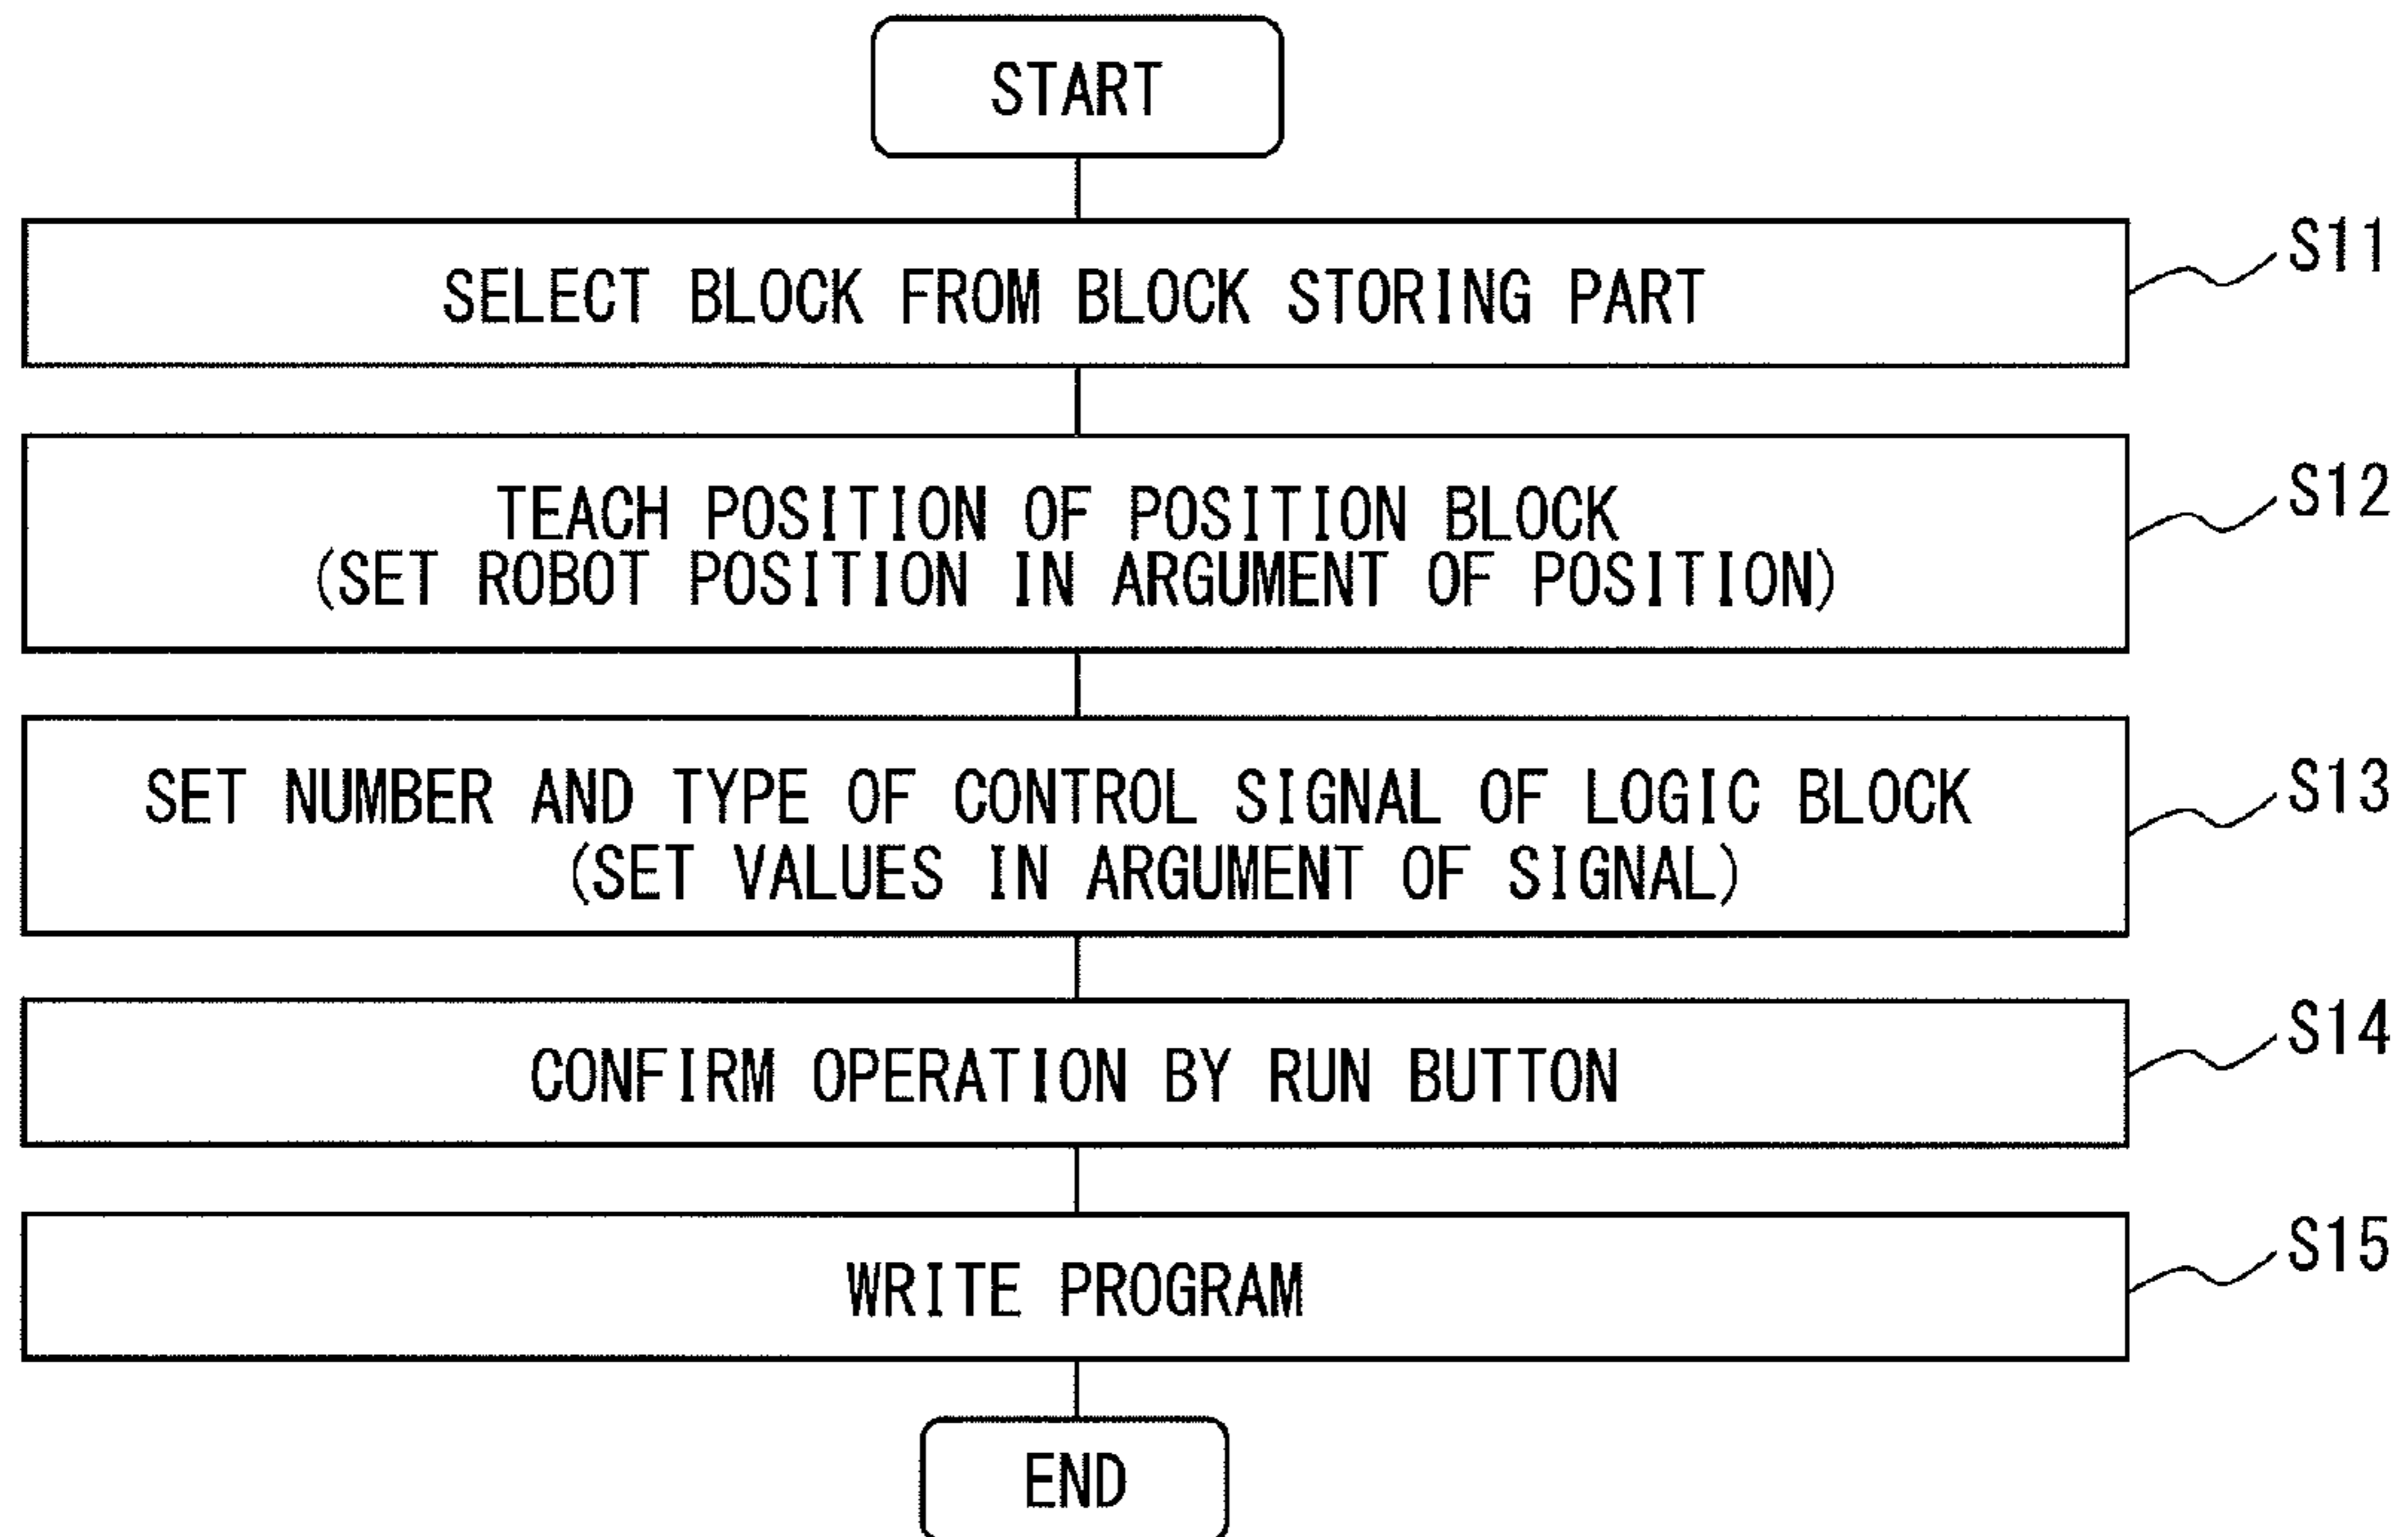 START
SELECT BLOCK FROM BLOCK STORING PART
S11
TEACH POSITION OF POSITION BLOCK
(SET ROBOT POSITION IN ARGUMENT OF POSITION)
S12
SET NUMBER AND TYPE OF CONTROL SIGNAL OF LOGIC BLOCK
(SET VALUES IN ARGUMENT OF SIGNAL)
S13
CONFIRM OPERATION BY RUN BUTTON
S14
WRITE PROGRAM
S15
END